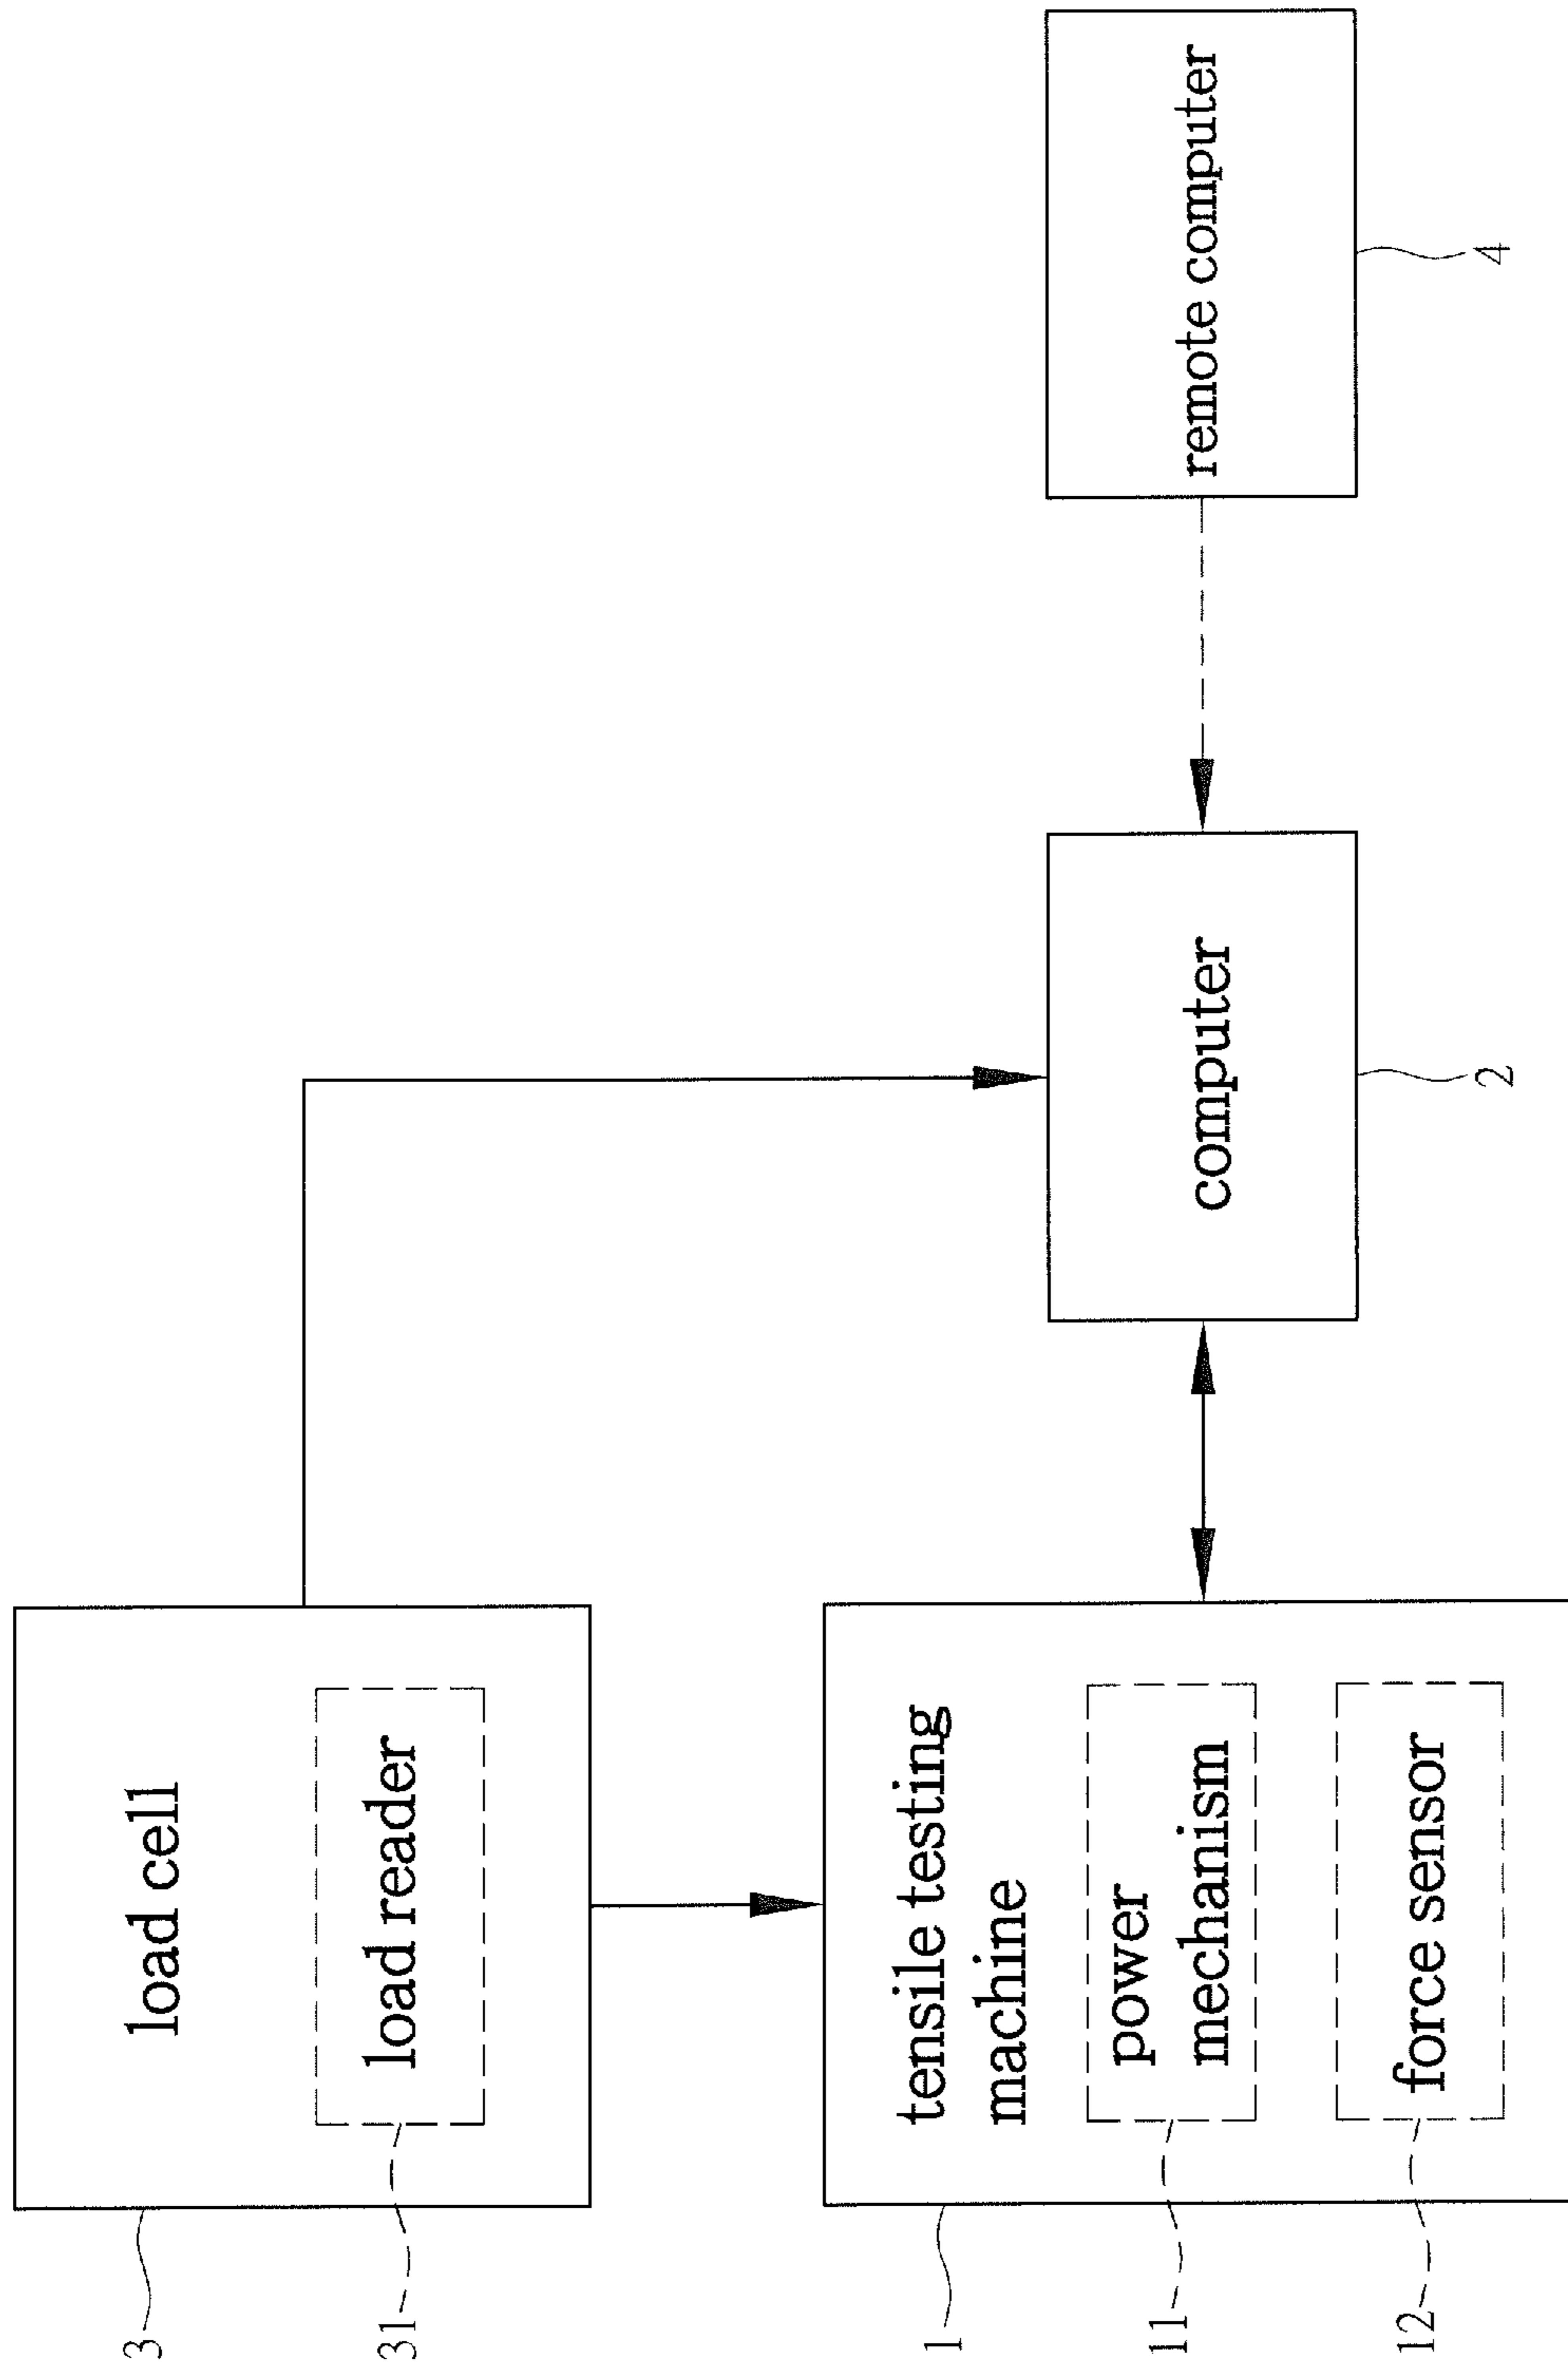 3
load cell
31
load reader
1
tensile testing
machine
11
power
mechanism
12
force sensor
computer
2
remote computer
4